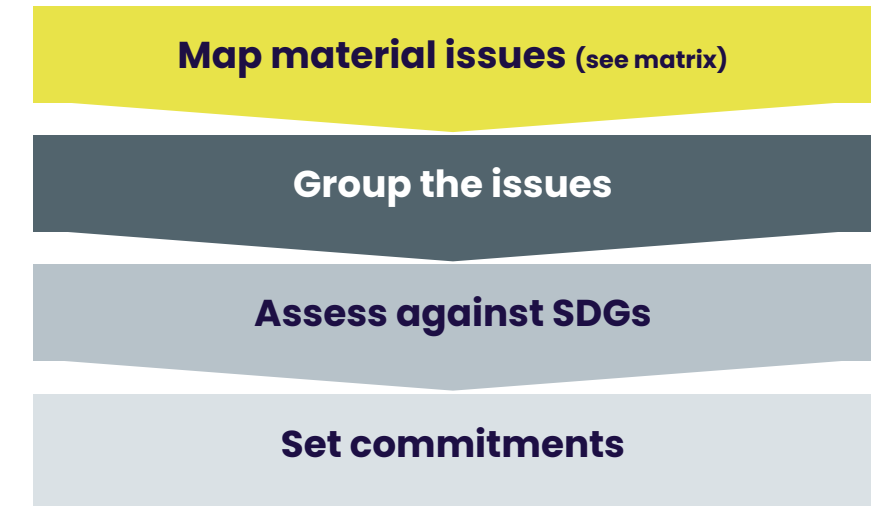 Map material issues (see matrix)
Group the issues
Assess against SDGs
Set commitments